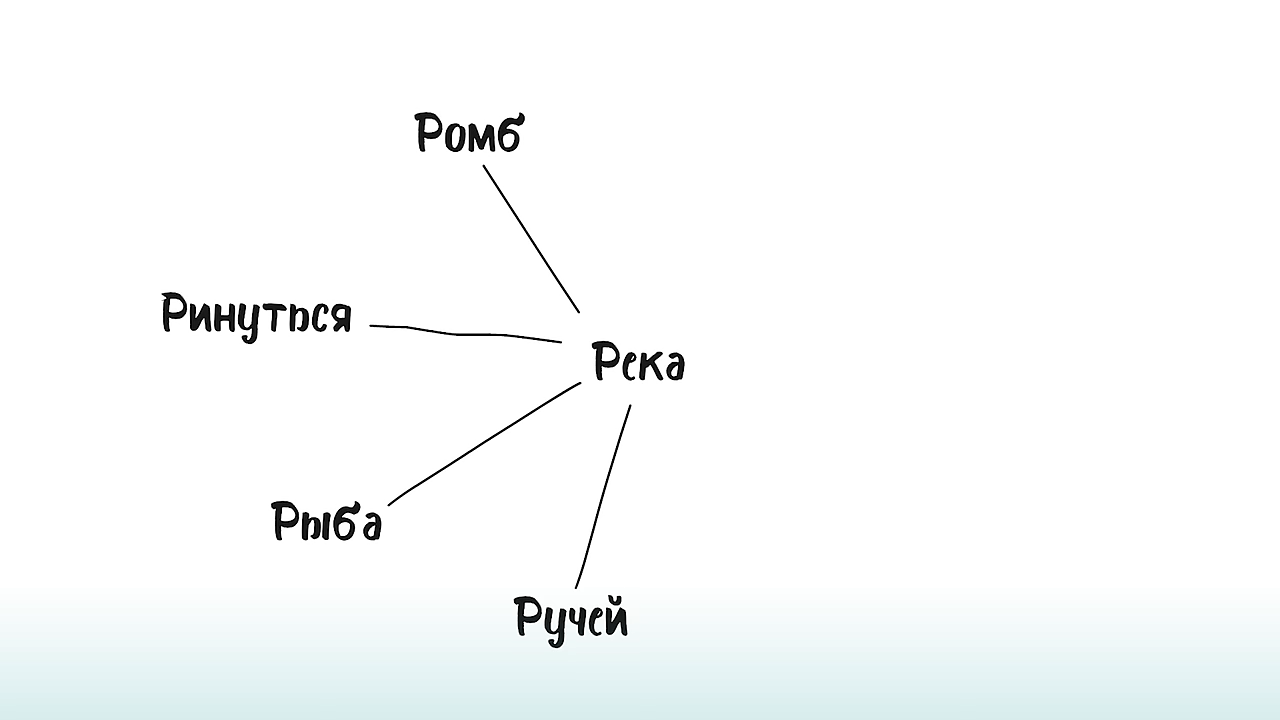 Ромб
Ринуться
Река
Рыба
Ручей